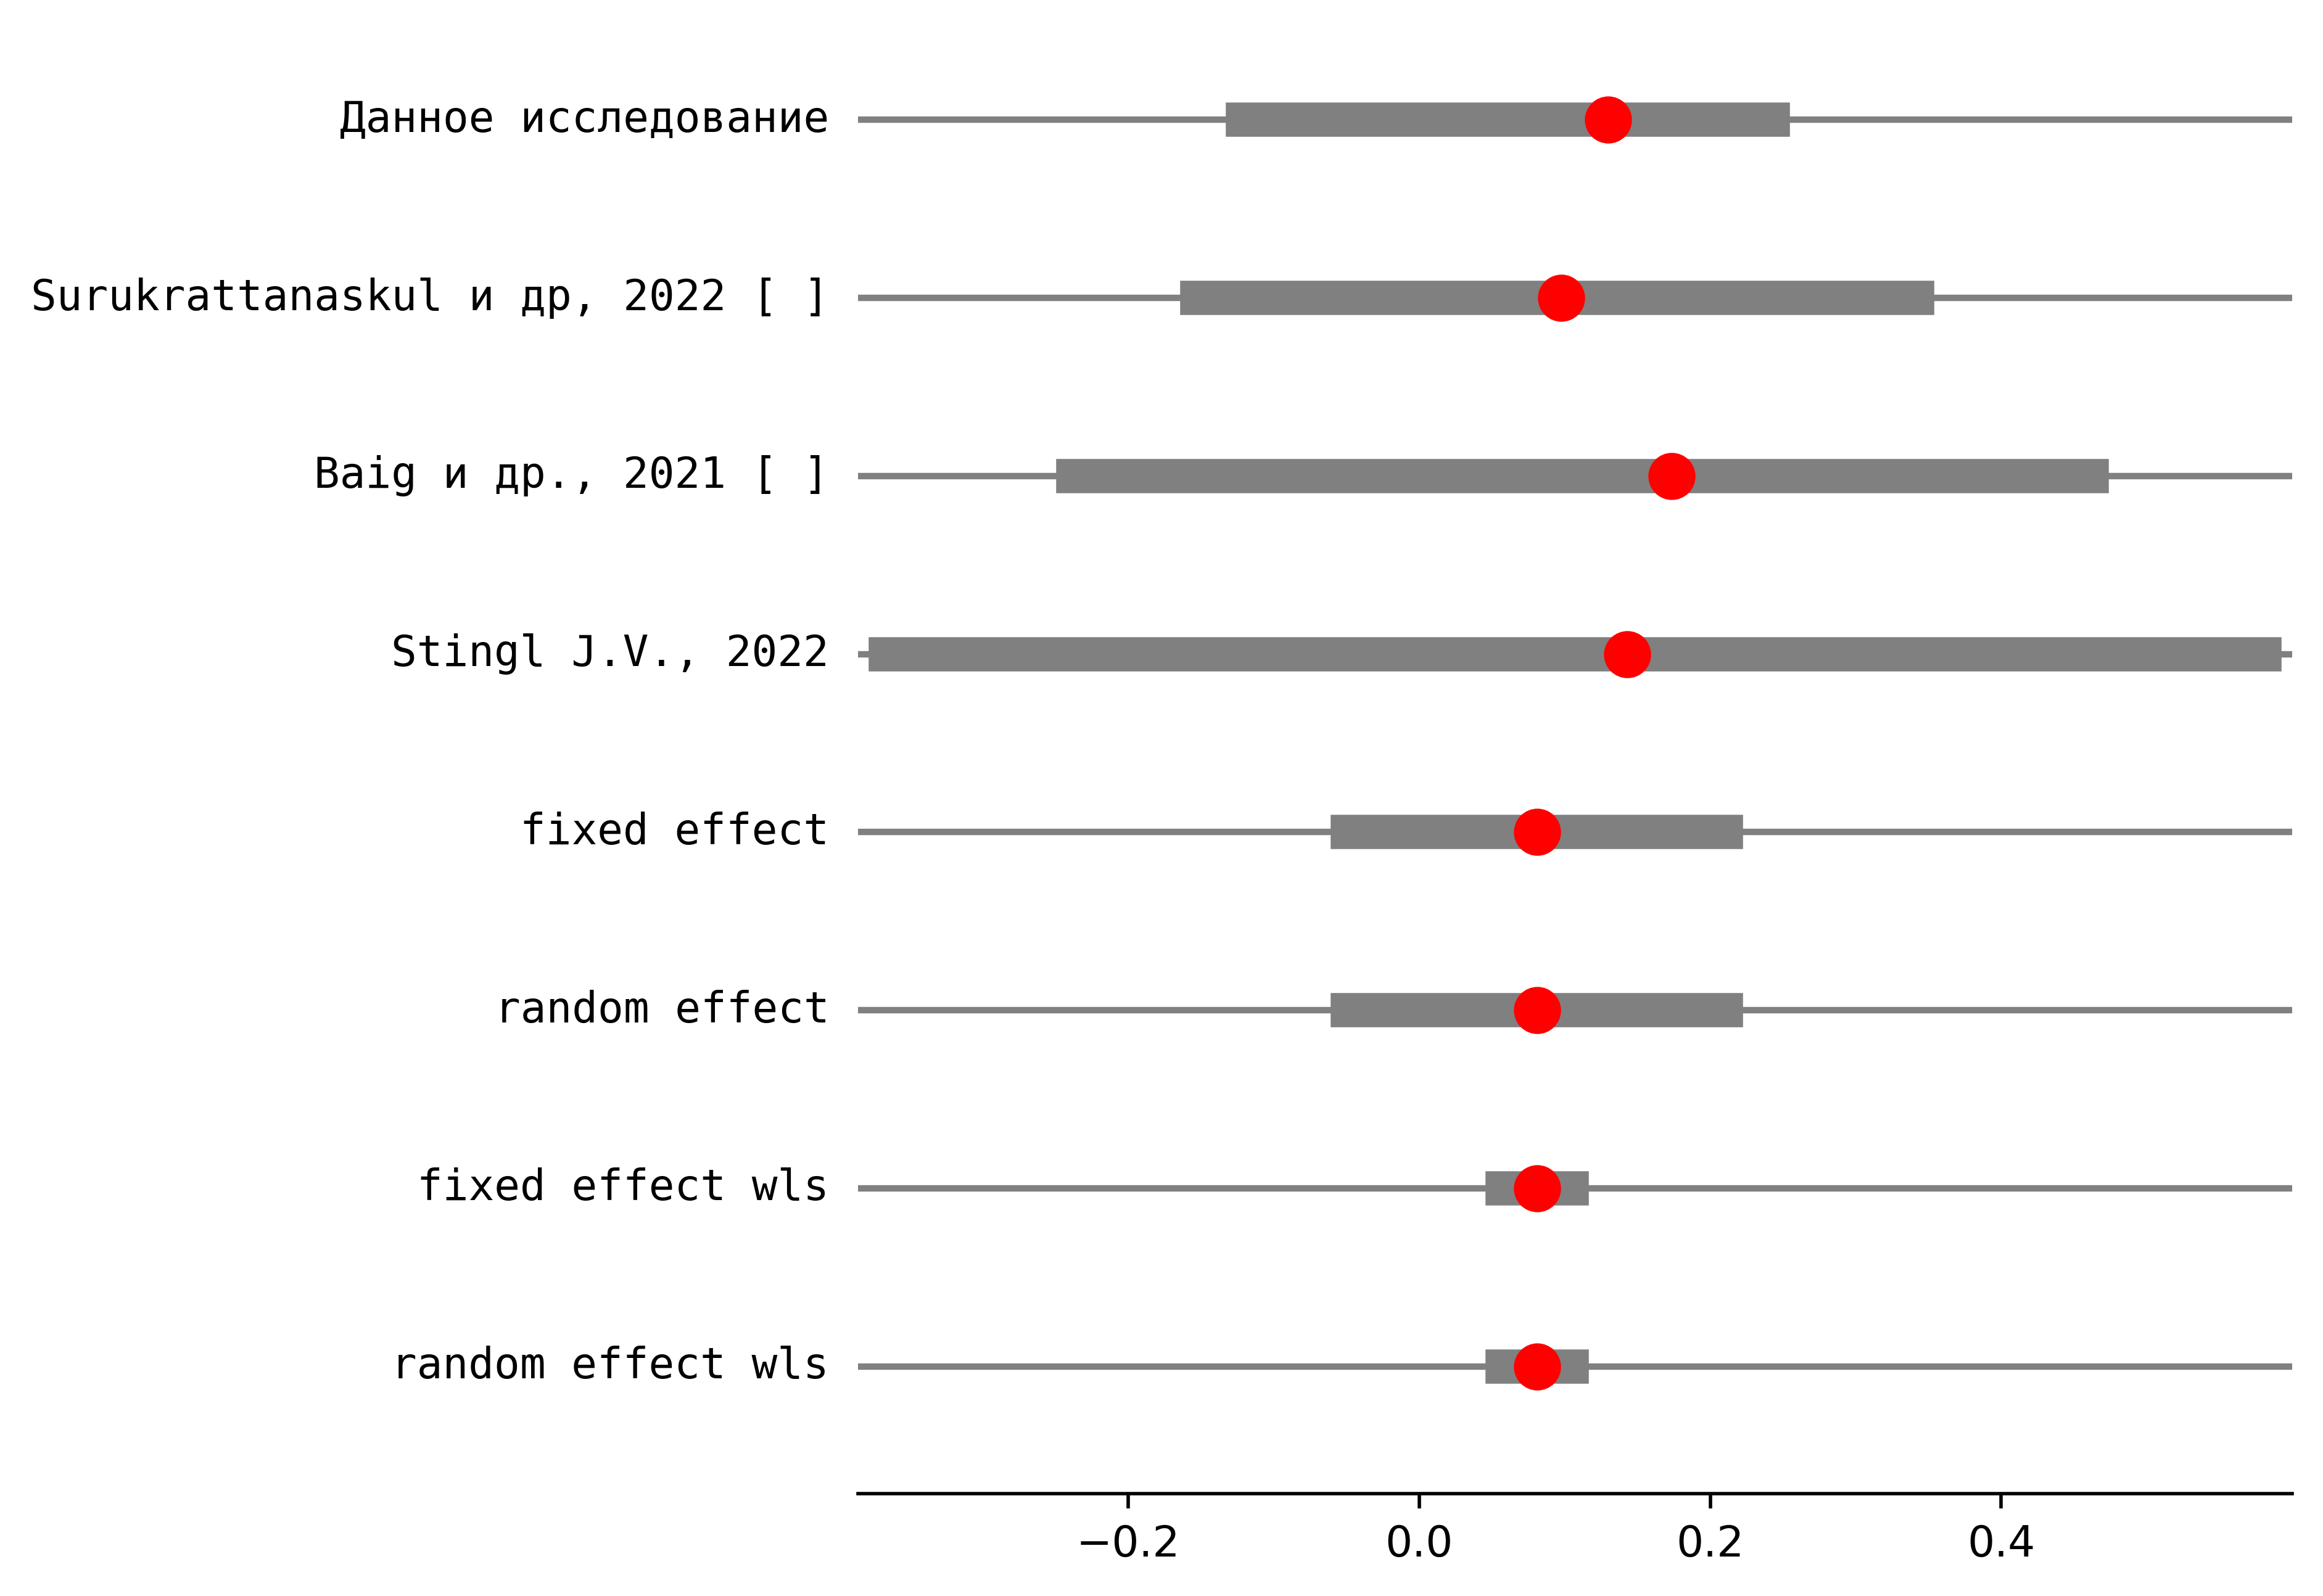 Данное исследование
Surukrattanaskul и др, 2022 [ ]
Baig и др., 2021 [ ]
Stingl J.V., 2022
fixed effect
random effect
fixed effect wls
random effect wls
−0.2 0.0 0.2 0.4